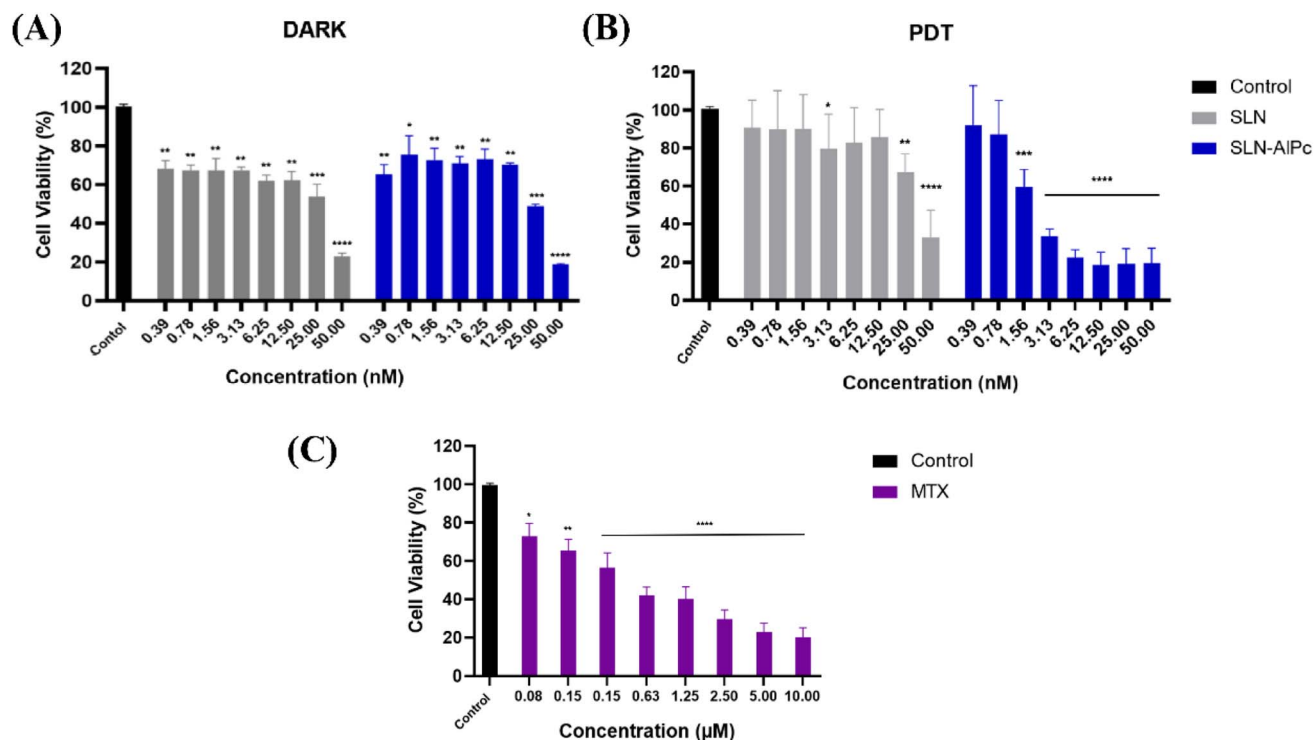 (A)
DARK
Cell Viability (%)
120
100
80
60
40
20
0
** ** ** ** ** ** *** ****
** * ** ** ** ** *** ****
Contol
0.39 0.78 1.56 3.13 6.25 12.50 25.00 50.00
0.39 0.78 1.56 3.13 6.25 12.50 25.00 50.00
Concentration (nM)
(B)
PDT
Cell Viability (%)
120
100
80
60
40
20
0
* ** ****
*** ****
Control
0.39 0.78 1.56 3.13 6.25 12.50 25.00 50.00
0.39 0.78 1.56 3.13 6.25 12.50 25.00 50.00
Concentration (nM)
Control
SLN
SLN-AlPc
(C)
Cell Viability (%)
120
100
80
60
40
20
0
* ** ****
Control
0.08 0.15 0.15 0.63 1.25 2.50 5.00 10.00
Concentration (µM)
Control
MTX